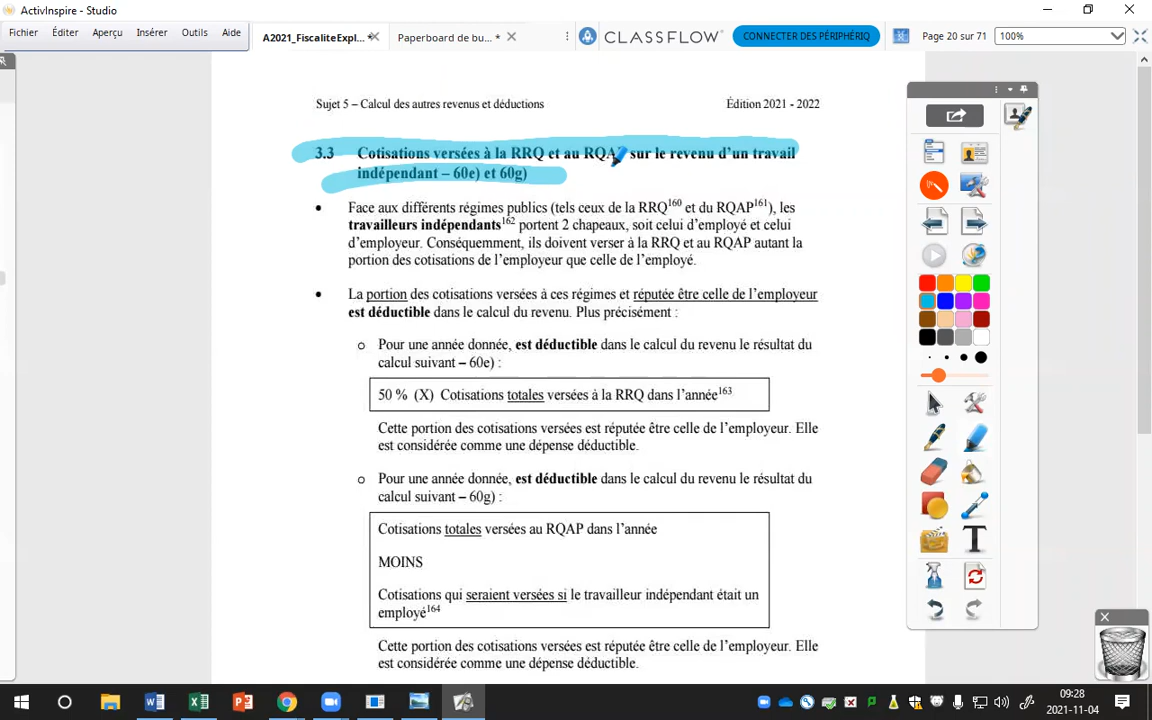 ActivInspire - Studio
Fichier Éditer Aperçu Insérer Outils Aide
A2021_FiscaliteExpl...
Paperboard de bu... *
CLASSFLOW
CONNECTER DES PÉRIPHÉRIQ
Page 20 sur 71
100%
Sujet 5 – Calcul des autres revenus et déductions
Édition 2021 - 2022
3.3 Cotisations versées à la RRQ et au sur le revenu d'un travail
indépendant – 60e) et 60g)
• Face aux différents régimes publics (tels ceux de la RRQ160 et du RQAP161), les
travailleurs indépendants162 portent 2 chapeaux, soit celui d'employé et celui
d'employeur. Conséquemment, ils doivent verser à la RRQ et au RQAP autant la
portion des cotisations de l'employeur que celle de l'employé.
• La portion des cotisations versées à ces régimes et réputée être celle de l'employeur
est déductible dans le calcul du revenu. Plus précisément :
o Pour une année donnée, est déductible dans le calcul du revenu le résultat du
calcul suivant – 60e) :
50 % (X) Cotisations totales versées à la RRQ dans l'année163
Cette portion des cotisations versées est réputée être celle de l'employeur. Elle
est considérée comme une dépense déductible.
o Pour une année donnée, est déductible dans le calcul du revenu le résultat du
calcul suivant – 60g) :
Cotisations totales versées au RQAP dans l'année
MOINS
Cotisations qui seraient versées si le travailleur indépendant était un
employé164
Cette portion des cotisations versées est réputée être celle de l'employeur. Elle
est considérée comme une dépense déductible.
09:28
2021-11-04